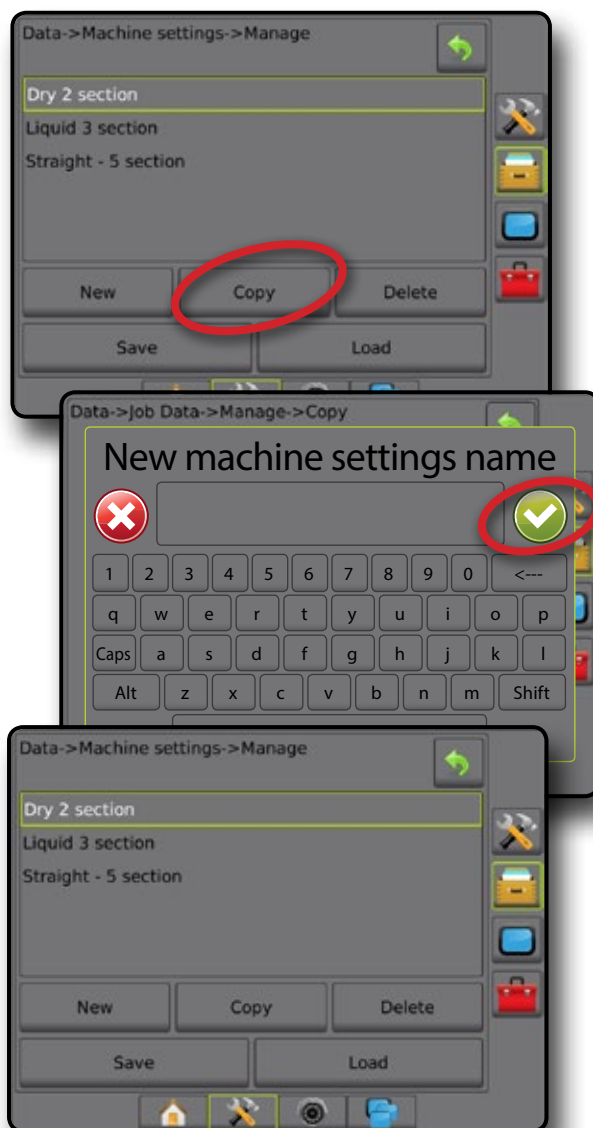 Data->Machine settings->Manage
Dry 2 section
Liquid 3 section
Straight - 5 section
New Copy Delete
Save Load
Data->Job Data->Manage->Copy
New machine settings name
1 2 3 4 5 6 7 8 9 0 <---
q w e r t y u i o p
Caps a s d f g h j k l
Alt z x c v b n m Shift
Data->Machine settings->Manage
Dry 2 section
Liquid 3 section
Straight - 5 section
New Copy Delete
Save Load